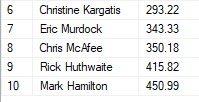 6 Christine Kargatis 293.22
7 Eric Murdock 343.33
8 Chris McAfee 350.18
9 Rick Huthwaite 415.82
10 Mark Hamilton 450.99